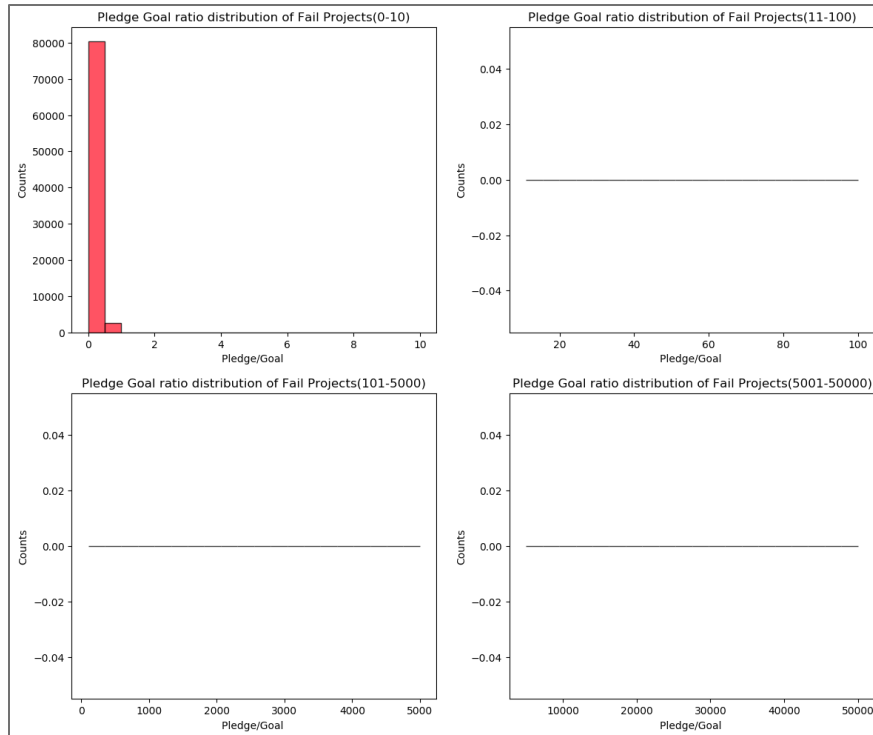 Pledge Goal ratio distribution of Fail Projects(0-10)
80000
70000
60000
50000
40000
30000
20000
10000
0
Counts
0 2 4 6 8 10
Pledge/Goal
Pledge Goal ratio distribution of Fail Projects(11-100)
0.04
0.02
0.00
−0.02
−0.04
Counts
20 40 60 80 100
Pledge/Goal
Pledge Goal ratio distribution of Fail Projects(101-5000)
0.04
0.02
0.00
−0.02
−0.04
Counts
0 1000 2000 3000 4000 5000
Pledge/Goal
Pledge Goal ratio distribution of Fail Projects(5001-50000)
0.04
0.02
0.00
−0.02
−0.04
Counts
10000 20000 30000 40000 50000
Pledge/Goal